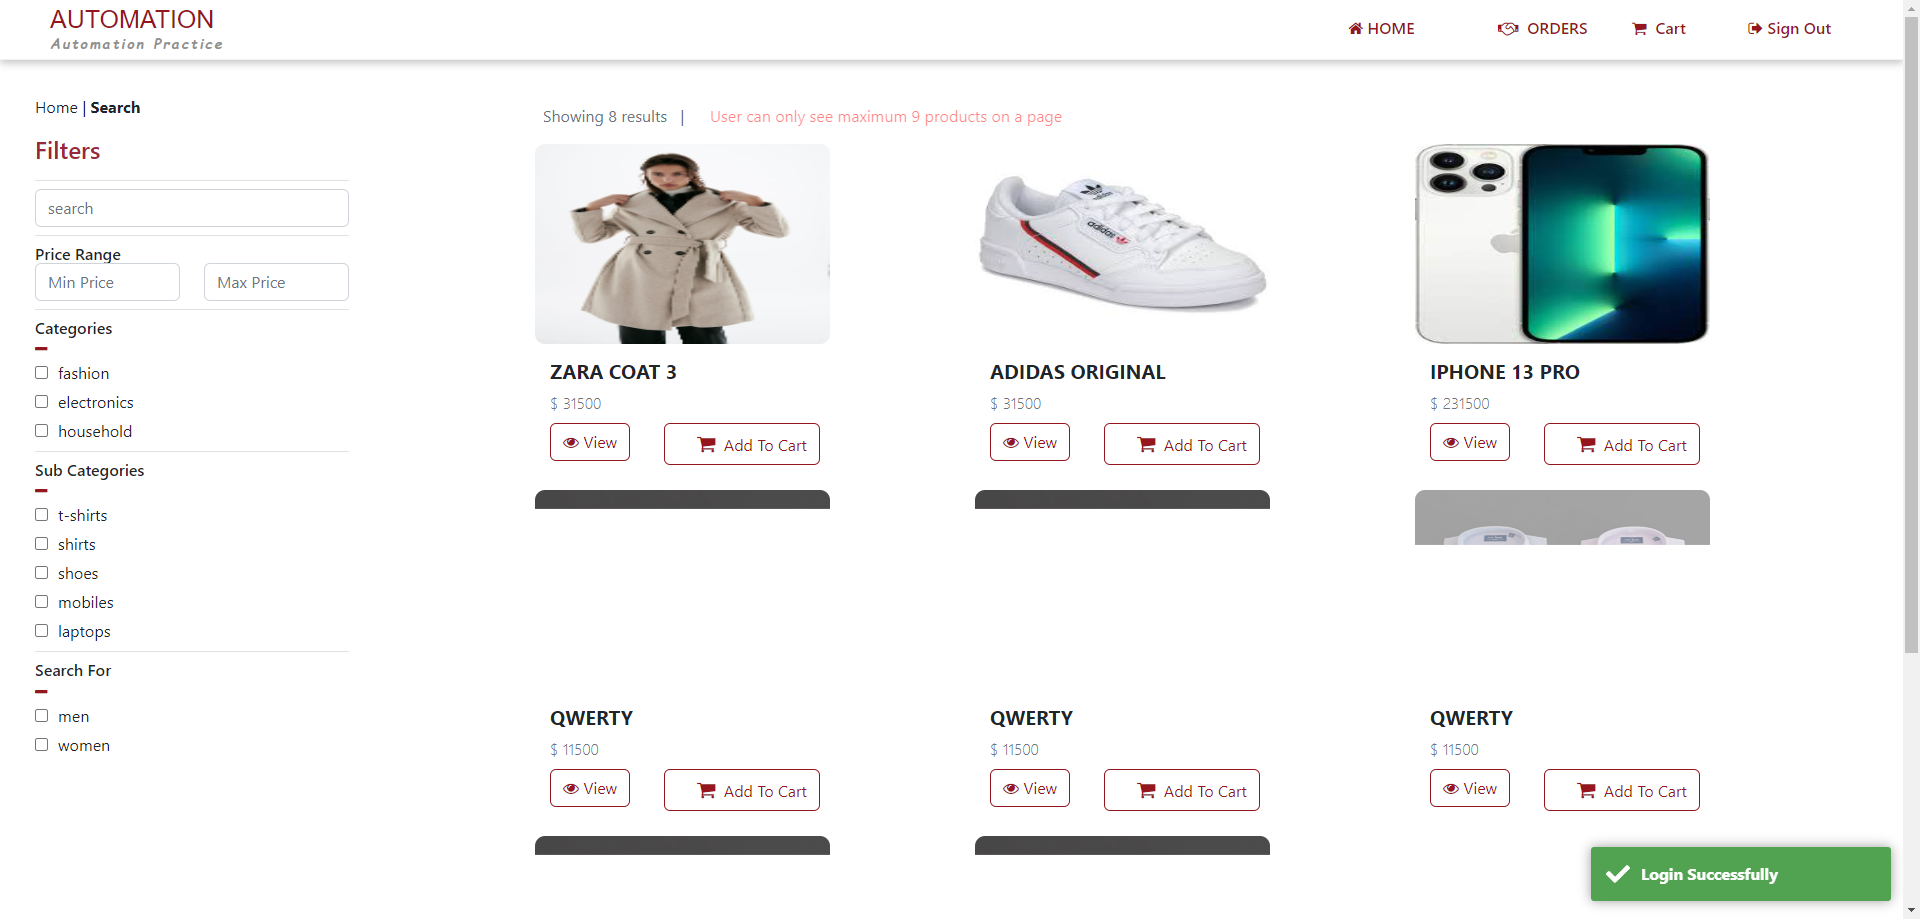 AUTOMATION
Automation Practice
HOME
ORDERS
Cart
Sign Out
Home | Search
Showing 8 results |
User can only see maximum 9 products on a page
Filters
search
Price Range
Min Price
Max Price
Categories
fashion
electronics
household
Sub Categories
t-shirts
shirts
shoes
mobiles
laptops
Search For
men
women
adidas
ZARA COAT 3
$ 31500
View
Add To Cart
ADIDAS ORIGINAL
$ 31500
View
Add To Cart
IPHONE 13 PRO
$ 231500
View
Add To Cart
QWERTY
$ 11500
View
Add To Cart
QWERTY
$ 11500
View
Add To Cart
QWERTY
$ 11500
View
Add To Cart
Login Successfully